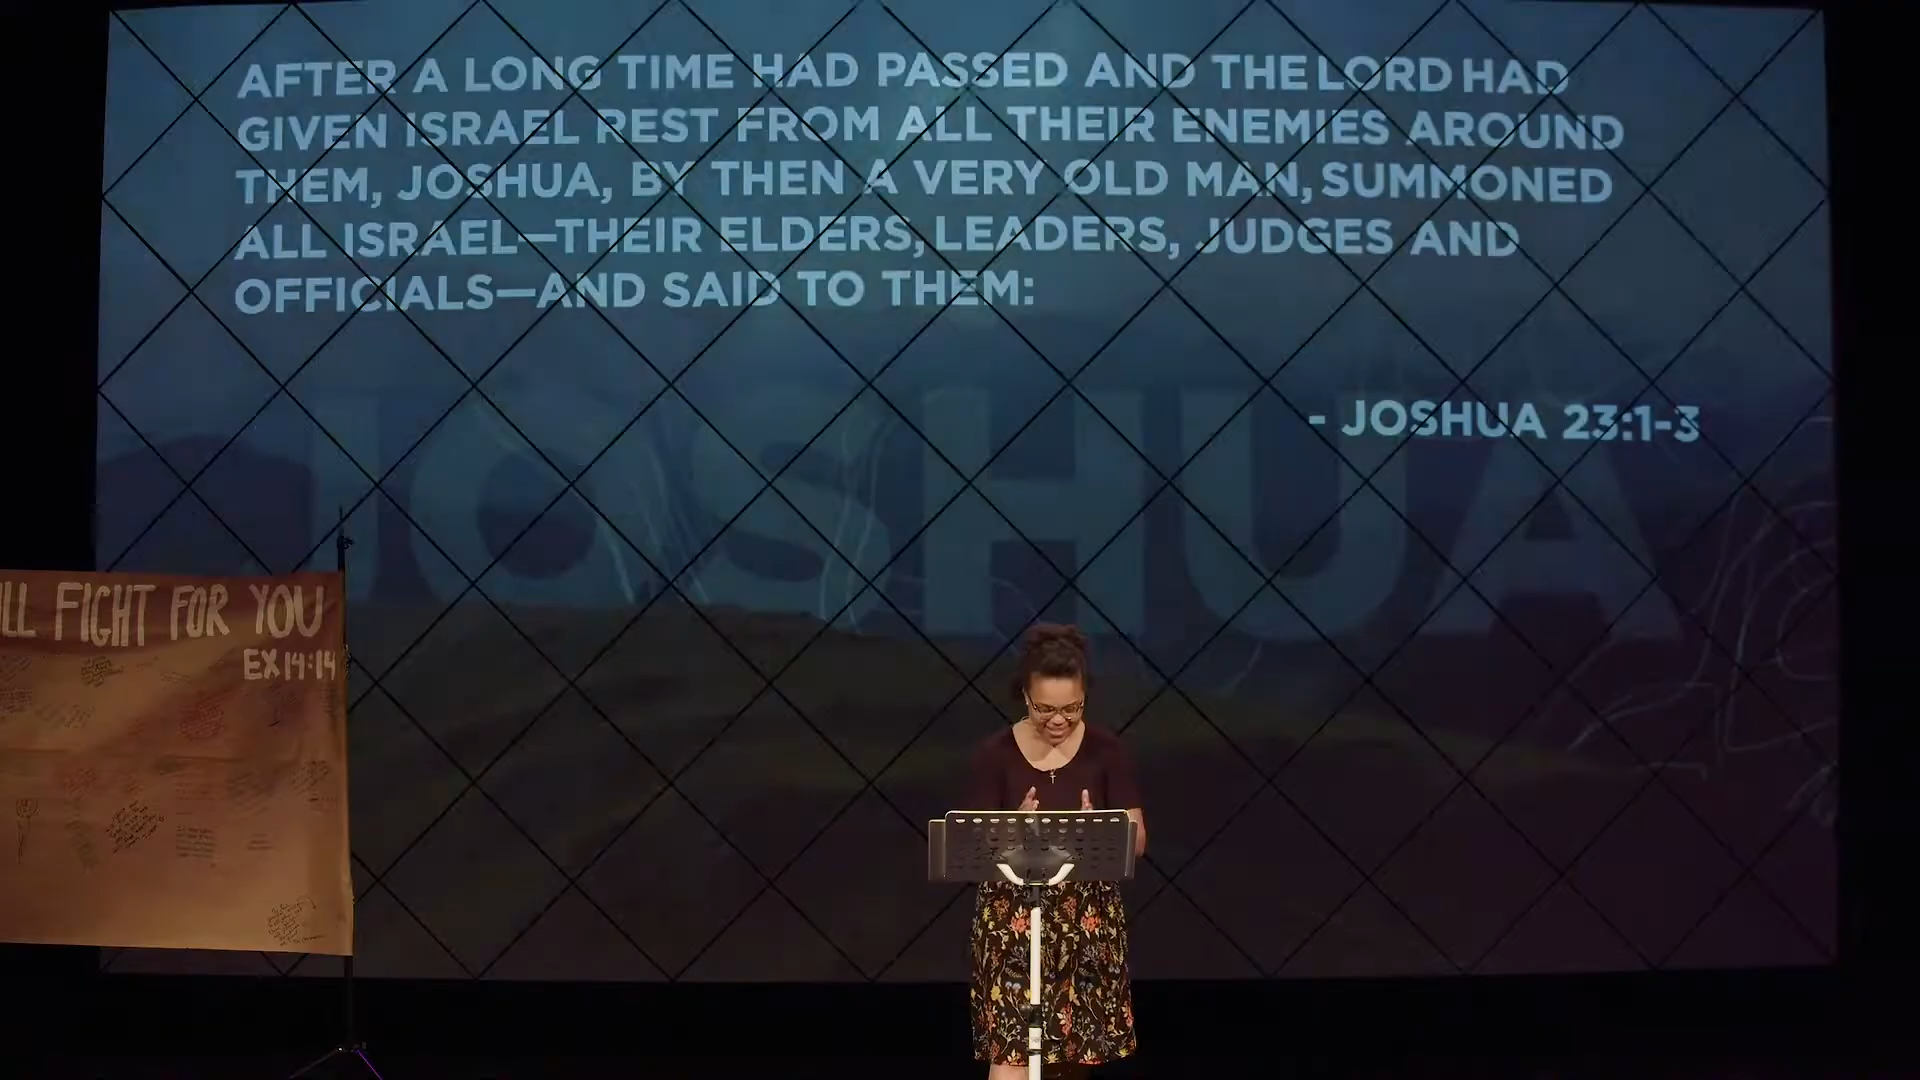 AFTER A LONG TIME HAD PASSED AND THE LORD HAD
GIVEN ISRAEL REST FROM ALL THEIR ENEMIES AROUND
THEM, JOSHUA, BY THEN A VERY OLD MAN, SUMMONED
ALL ISRAEL—THEIR ELDERS, LEADERS, JUDGES AND
OFFICIALS—AND SAID TO THEM:
- JOSHUA 23:1-3
JOSHUA
ILL FIGHT FOR YOU
EX 14:14